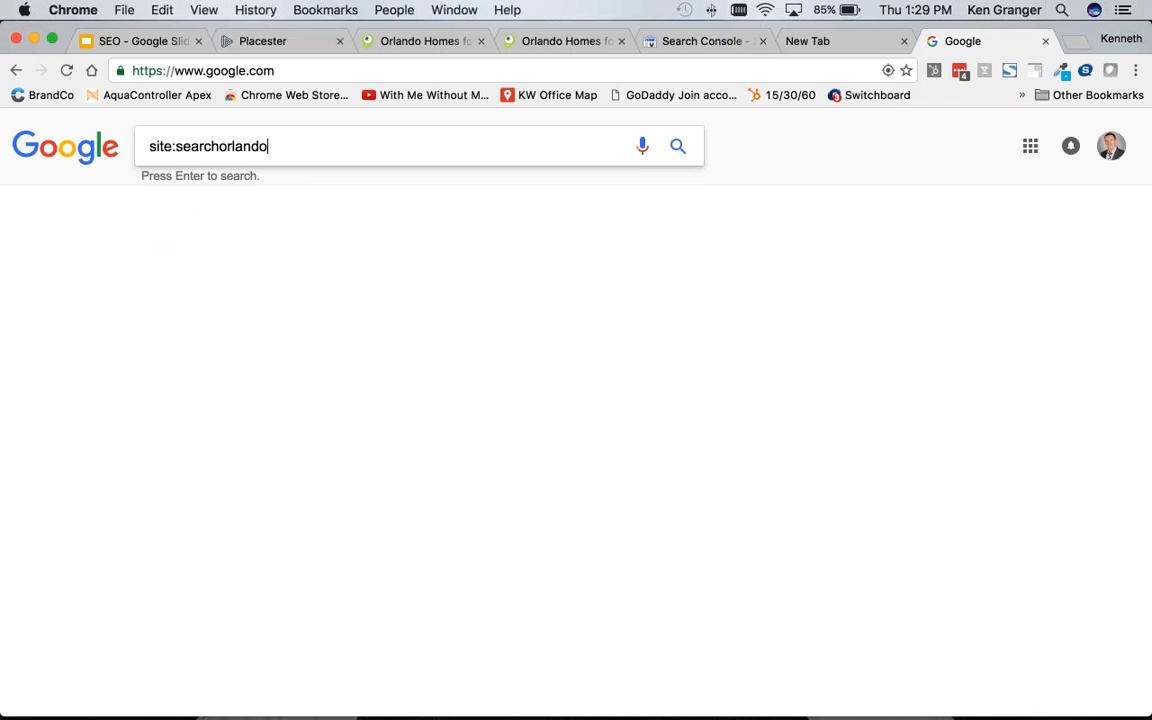 Chrome File Edit View History Bookmarks People Window Help 85% Thu 1:29 PM Ken Granger
SEO - Google Slid Placester Orlando Homes fo Orlando Homes fo Search Console - New Tab Google Kenneth
https://www.google.com 4
BrandCo AquaController Apex Chrome Web Store... With Me Without M... KW Office Map GoDaddy Join acco... 15/30/60 Switchboard » Other Bookmarks
Google site:searchorlando
Press Enter to search.